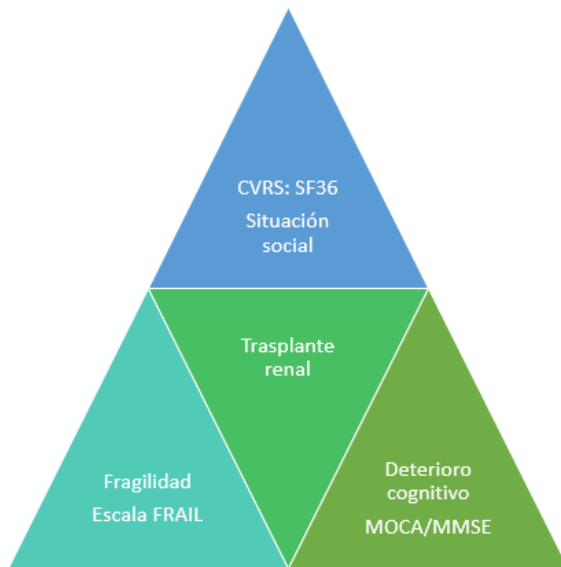 CVRS: SF36
Situación
social
Trasplante
renal
Fragilidad
Escala FRAIL
Deterioro
cognitivo
MOCA/MMSE